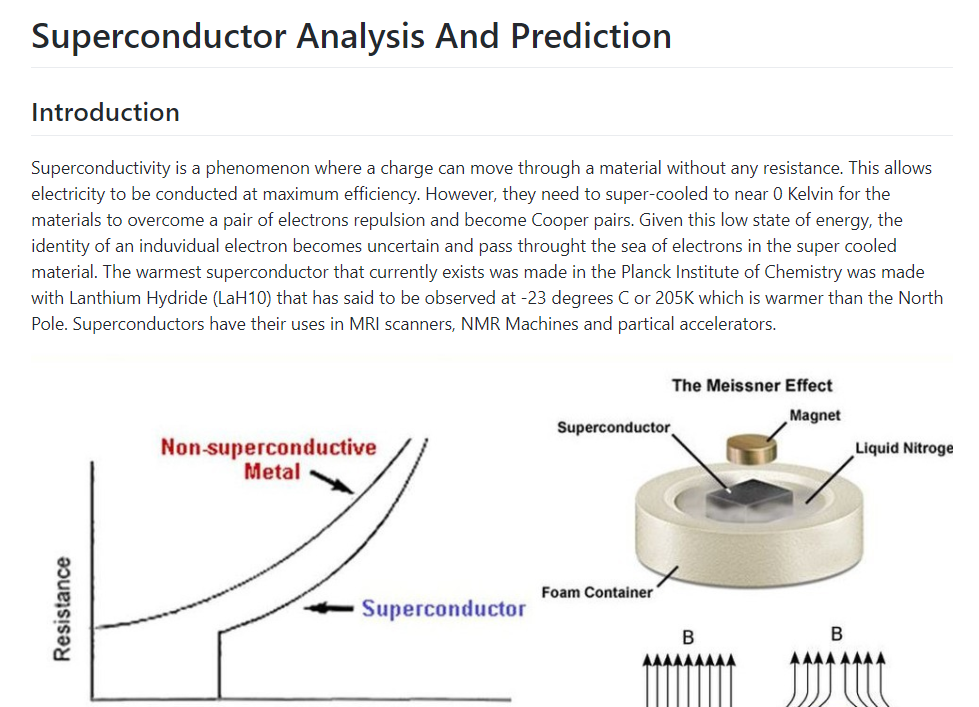 Superconductor Analysis And Prediction
Introduction
Superconductivity is a phenomenon where a charge can move through a material without any resistance. This allows
electricity to be conducted at maximum efficiency. However, they need to super-cooled to near 0 Kelvin for the
materials to overcome a pair of electrons repulsion and become Cooper pairs. Given this low state of energy, the
identity of an induvidual electron becomes uncertain and pass throught the sea of electrons in the super cooled
material. The warmest superconductor that currently exists was made in the Planck Institute of Chemistry was made
with Lanthium Hydride (LaH10) that has said to be observed at -23 degrees C or 205K which is warmer than the North
Pole. Superconductors have their uses in MRI scanners, NMR Machines and partical accelerators.
Non-superconductive
Metal
Superconductor
Resistance
The Meissner Effect
Magnet
Superconductor
Liquid Nitroge
Foam Container
B
B